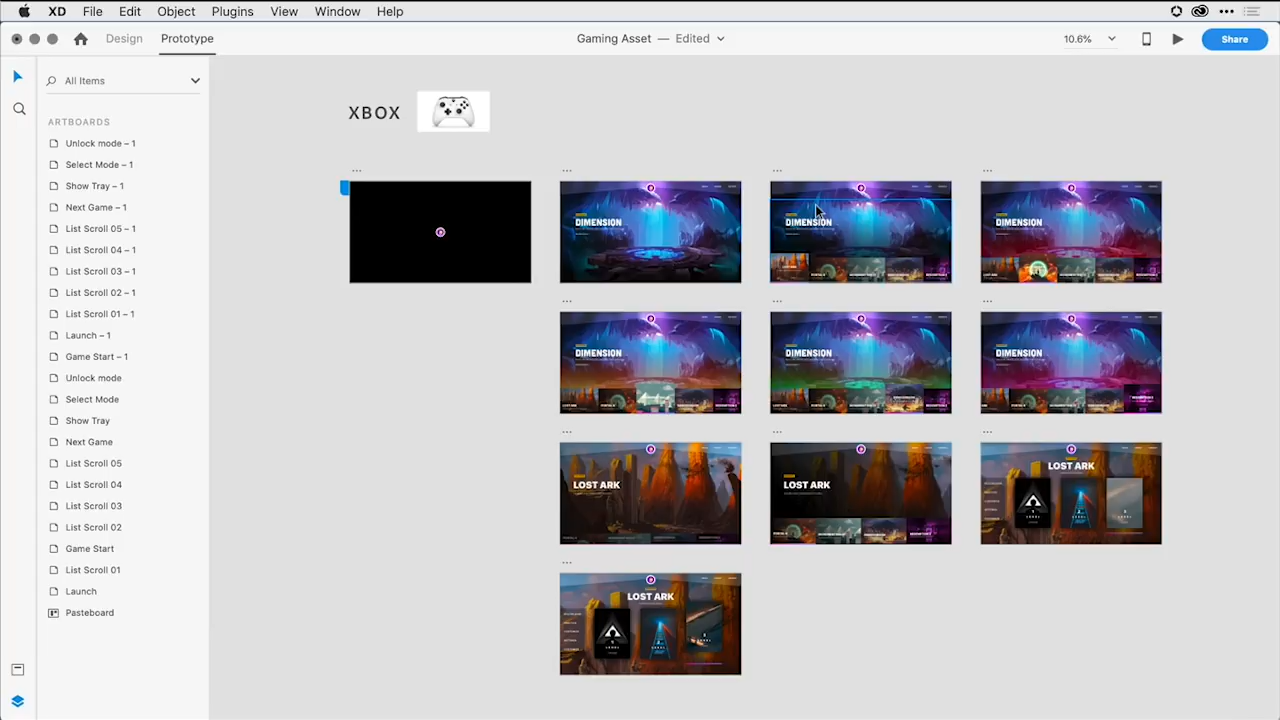 XD File Edit Object Plugins View Window Help
Design Prototype
Gaming Asset — Edited
10.6%
Share
All Items
ARTBOARDS
Unlock mode – 1
Select Mode – 1
Show Tray – 1
Next Game – 1
List Scroll 05 – 1
List Scroll 04 – 1
List Scroll 03 – 1
List Scroll 02 – 1
List Scroll 01 – 1
Launch – 1
Game Start – 1
Unlock mode
Select Mode
Show Tray
Next Game
List Scroll 05
List Scroll 04
List Scroll 03
List Scroll 02
Game Start
List Scroll 01
Launch
Pasteboard
XBOX
DIMENSION
DIMENSION
DIMENSION
DIMENSION
DIMENSION
DIMENSION
LOST ARK
LOST ARK
LOST ARK
LOST ARK